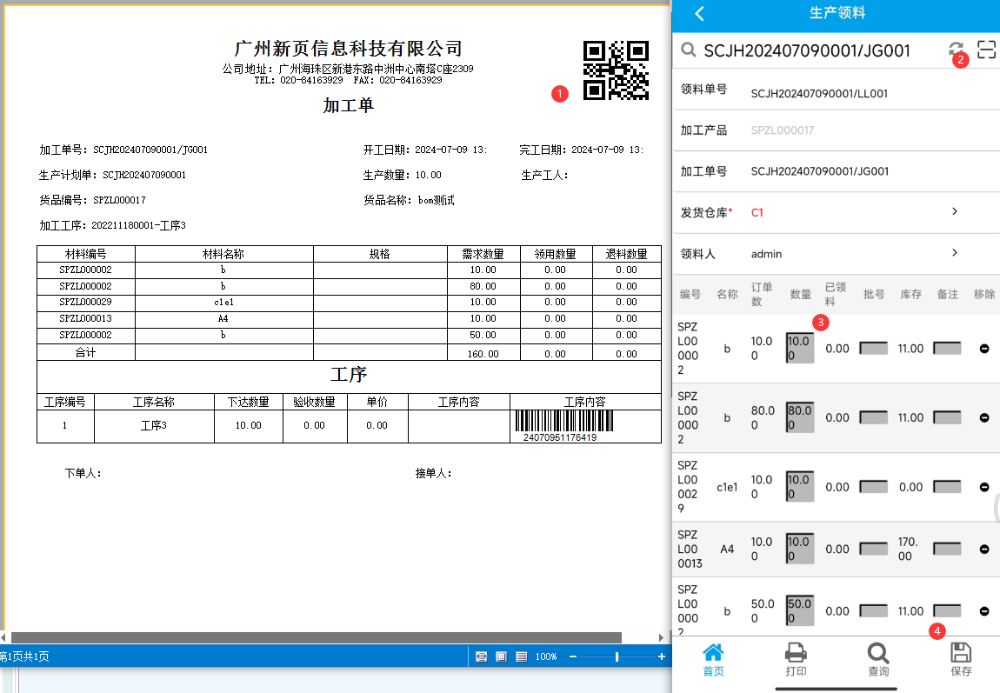 广州新页信息科技有限公司
公司地址：广州海珠区新港东路中洲中心南塔C座2309
TEL：020-84163929 FAX：020-84163929
1
加工单
加工单号：SCJH202407090001/JG001 开工日期：2024-07-09 13: 完工日期：2024-07-09 13:
生产计划单：SCJH202407090001 生产数量：10.00 生产工人：
货品编号：SPZL000017 货品名称：bom测试
加工工序：202211180001-工序3
材料编号 材料名称 规格 需求数量 领用数量 退料数量
SPZL000002 b 10.00 0.00 0.00
SPZL000002 b 80.00 0.00 0.00
SPZL000029 c1e1 10.00 0.00 0.00
SPZL000013 A4 10.00 0.00 0.00
SPZL000002 b 50.00 0.00 0.00
合计 160.00 0.00 0.00
工序
工序编号 工序名称 下达数量 验收数量 单价 工序内容 工序内容
1 工序3 10.00 0.00 0.00
24070951176419
下单人： 接单人：
第1页共1页 100%
生产领料
SCJH202407090001/JG001
2
领料单号 SCJH202407090001/LL001
加工产品 SPZL000017
加工单号 SCJH202407090001/JG001
发货仓库* C1
领料人 admin
编号 名称 订单数 数量 已领料 批号 库存 备注 移除
3
SPZL000002 b 10.00 10.00 0.00 11.00
SPZL000002 b 80.00 80.00 0.00 11.00
SPZL000029 c1e1 10.00 10.00 0.00 0.00
SPZL000013 A4 10.00 10.00 0.00 170.00
SPZL000002 b 50.00 50.00 0.00 11.00
4
首页 打印 查询 保存